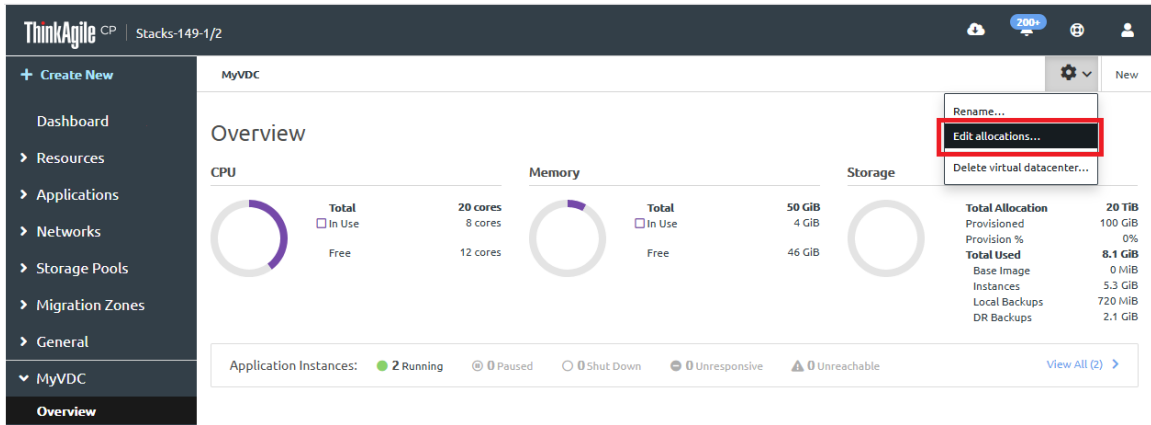 ThinkAgile CP | Stacks-149-1/2
200+
+ Create New
MyVDC
New
Rename...
Edit allocations...
Delete virtual datacenter...
Dashboard
Resources
Applications
Networks
Storage Pools
Migration Zones
General
MyVDC
Overview
Overview
CPU
Total 20 cores
In Use 8 cores
Free 12 cores
Memory
Total 50 GiB
In Use 4 GiB
Free 46 GiB
Storage
Total Allocation 20 TiB
Provisioned 100 GiB
Provision % 0%
Total Used 8.1 GiB
Base Image 0 MiB
Instances 5.3 GiB
Local Backups 720 MiB
DR Backups 2.1 GiB
Application Instances: 2 Running 0 Paused 0 Shut Down 0 Unresponsive 0 Unreachable View All (2)